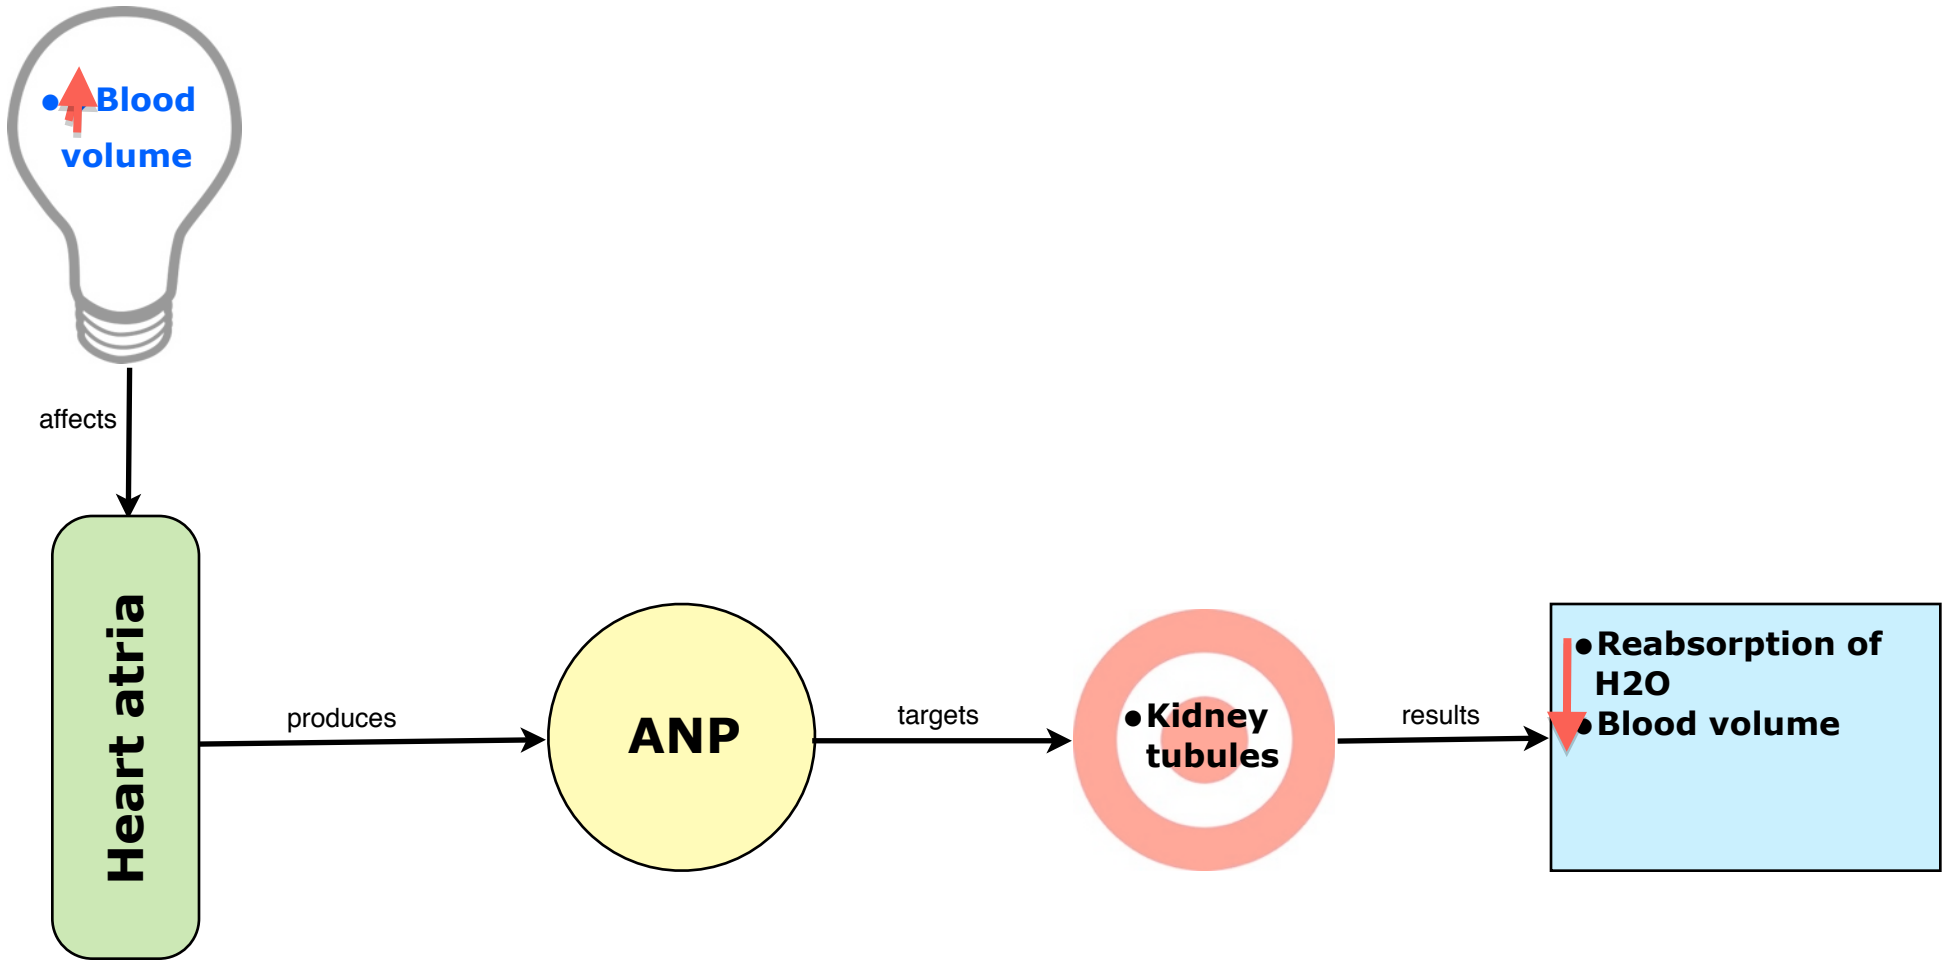 • Blood
volume
affects
Heart atria
produces
ANP
targets
• Kidney
tubules
results
• Reabsorption of
H2O
• Blood volume